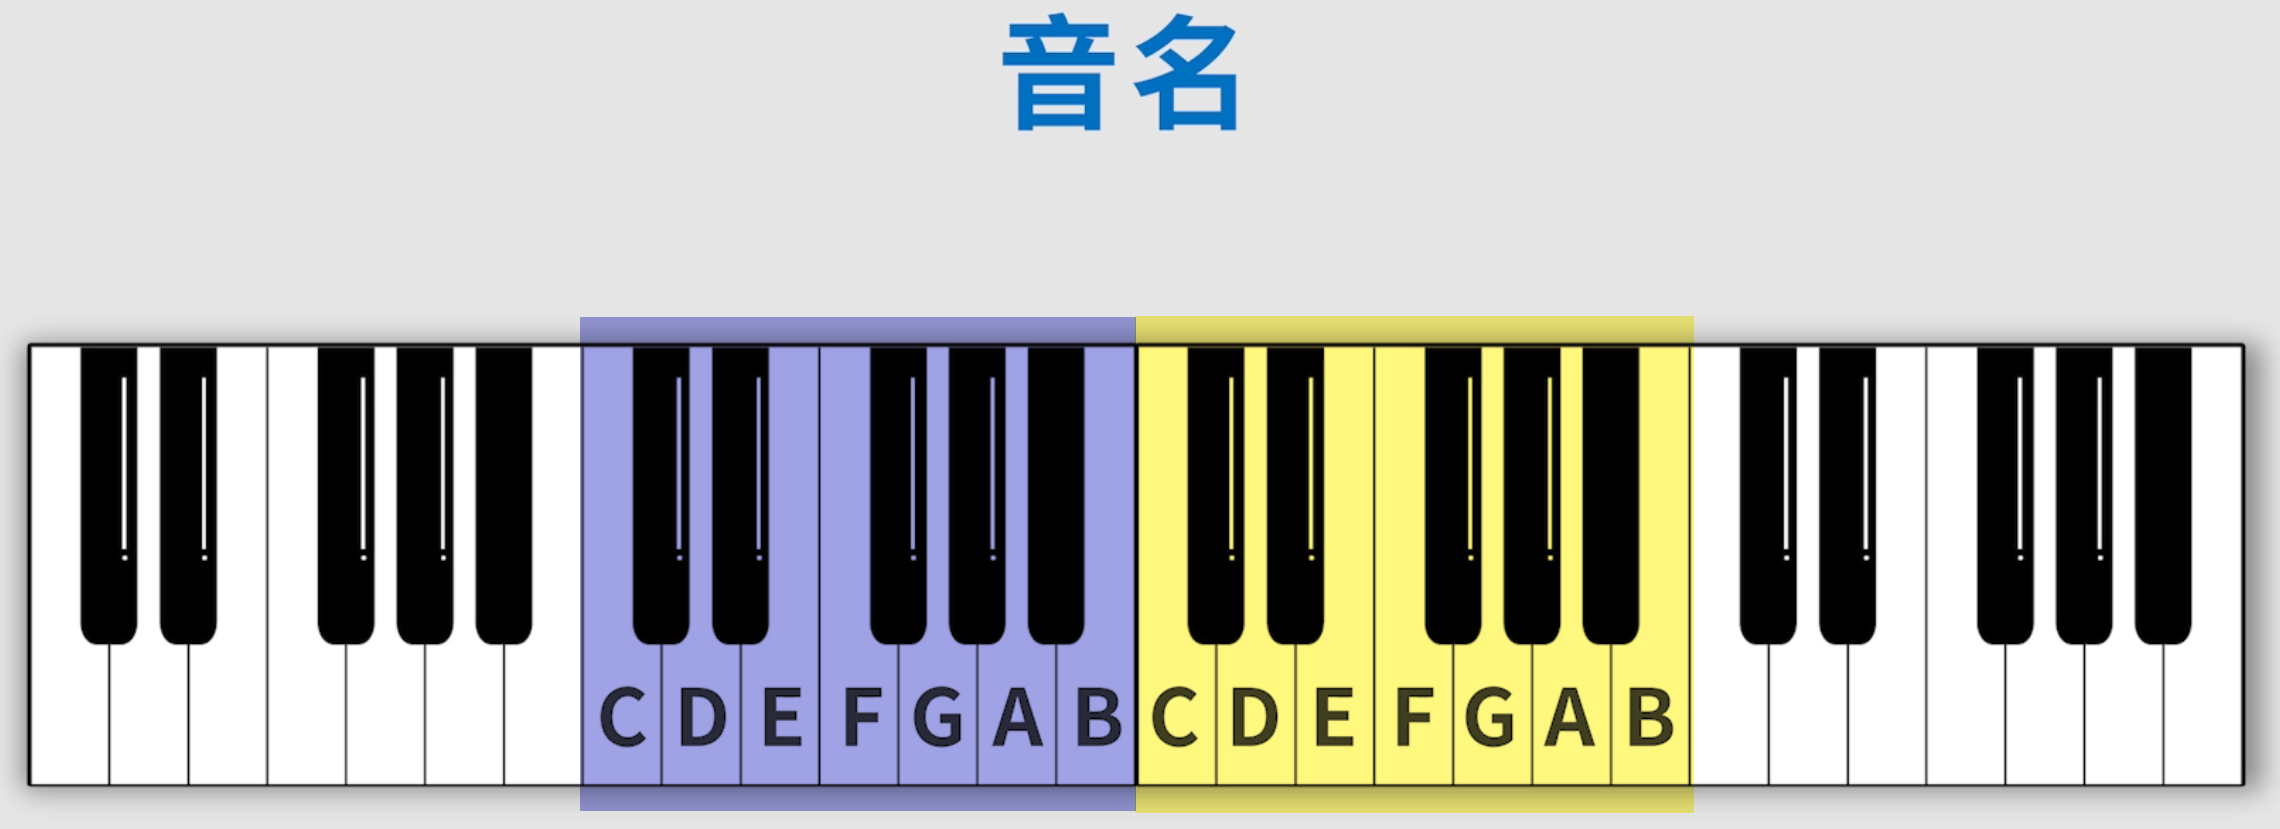 音名
C D E F G A B C D E F G A B